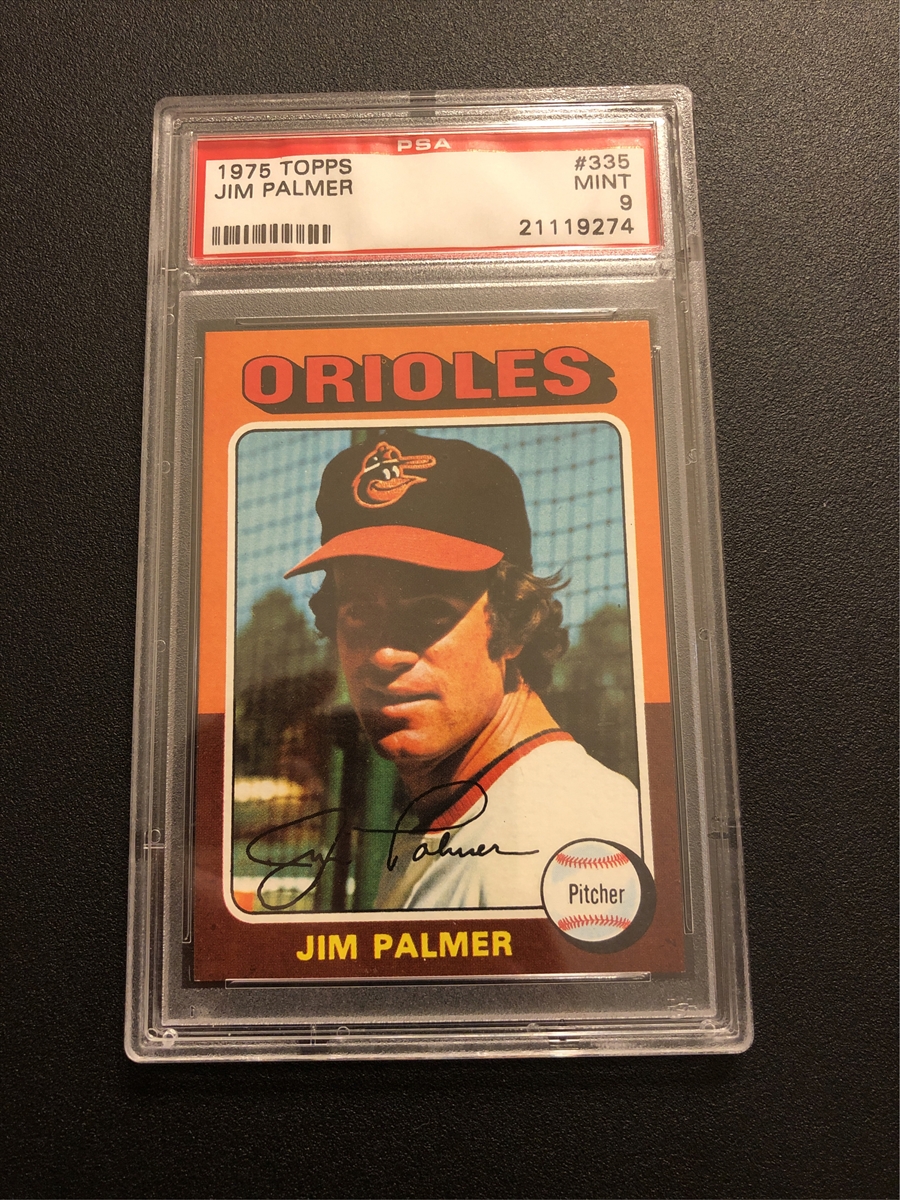 PSA
1975 TOPPS #335
JIM PALMER MINT
9
21119274
ORIOLES
Jim Palmer
Pitcher
JIM PALMER